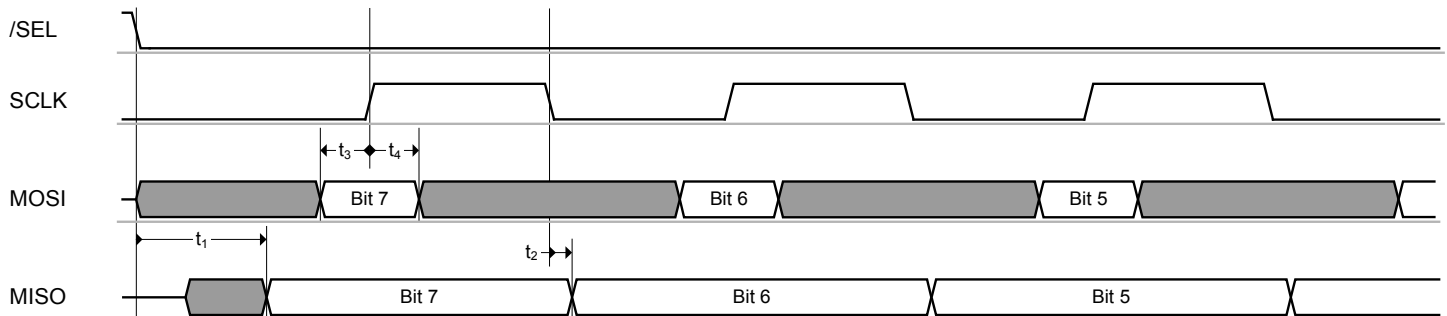 /SEL
SCLK
t₃ t₄
MOSI Bit 7 Bit 6 Bit 5
t₁ t₂
MISO Bit 7 Bit 6 Bit 5